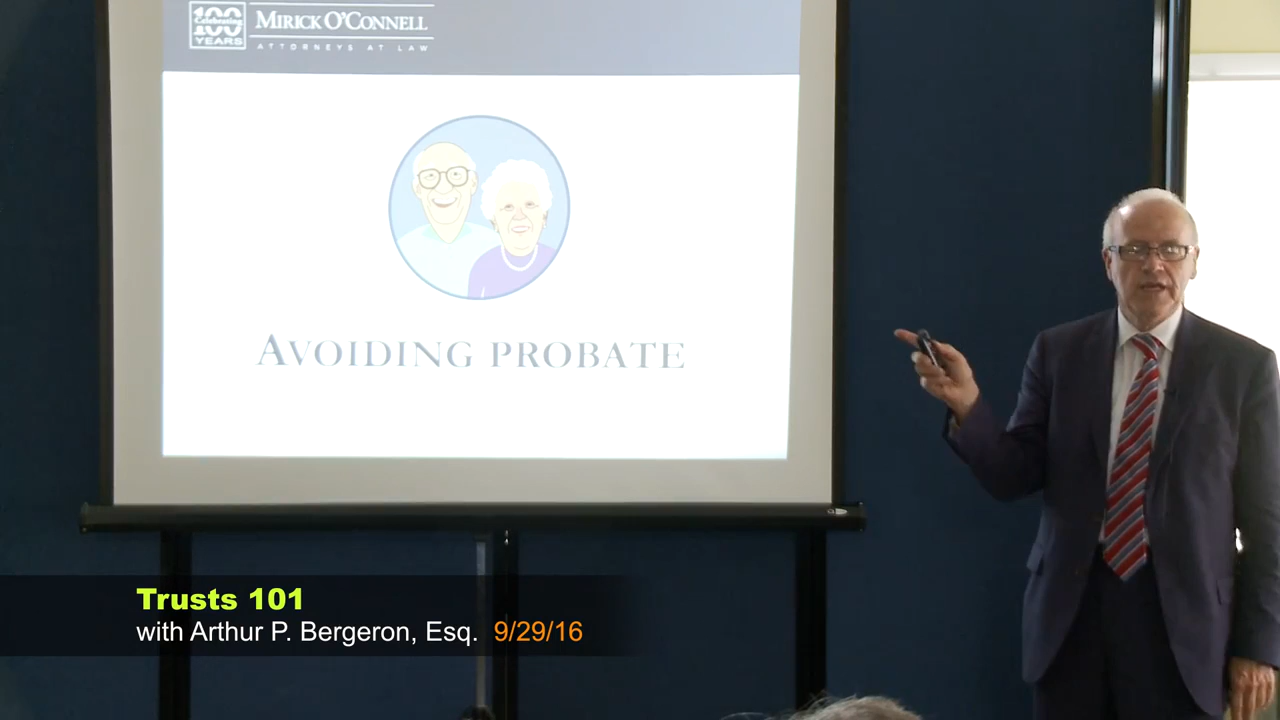 Celebrating
100
YEARS
MIRICK O'CONNELL
ATTORNEYS AT LAW
AVOIDING PROBATE
Trusts 101
with Arthur P. Bergeron, Esq. 9/29/16